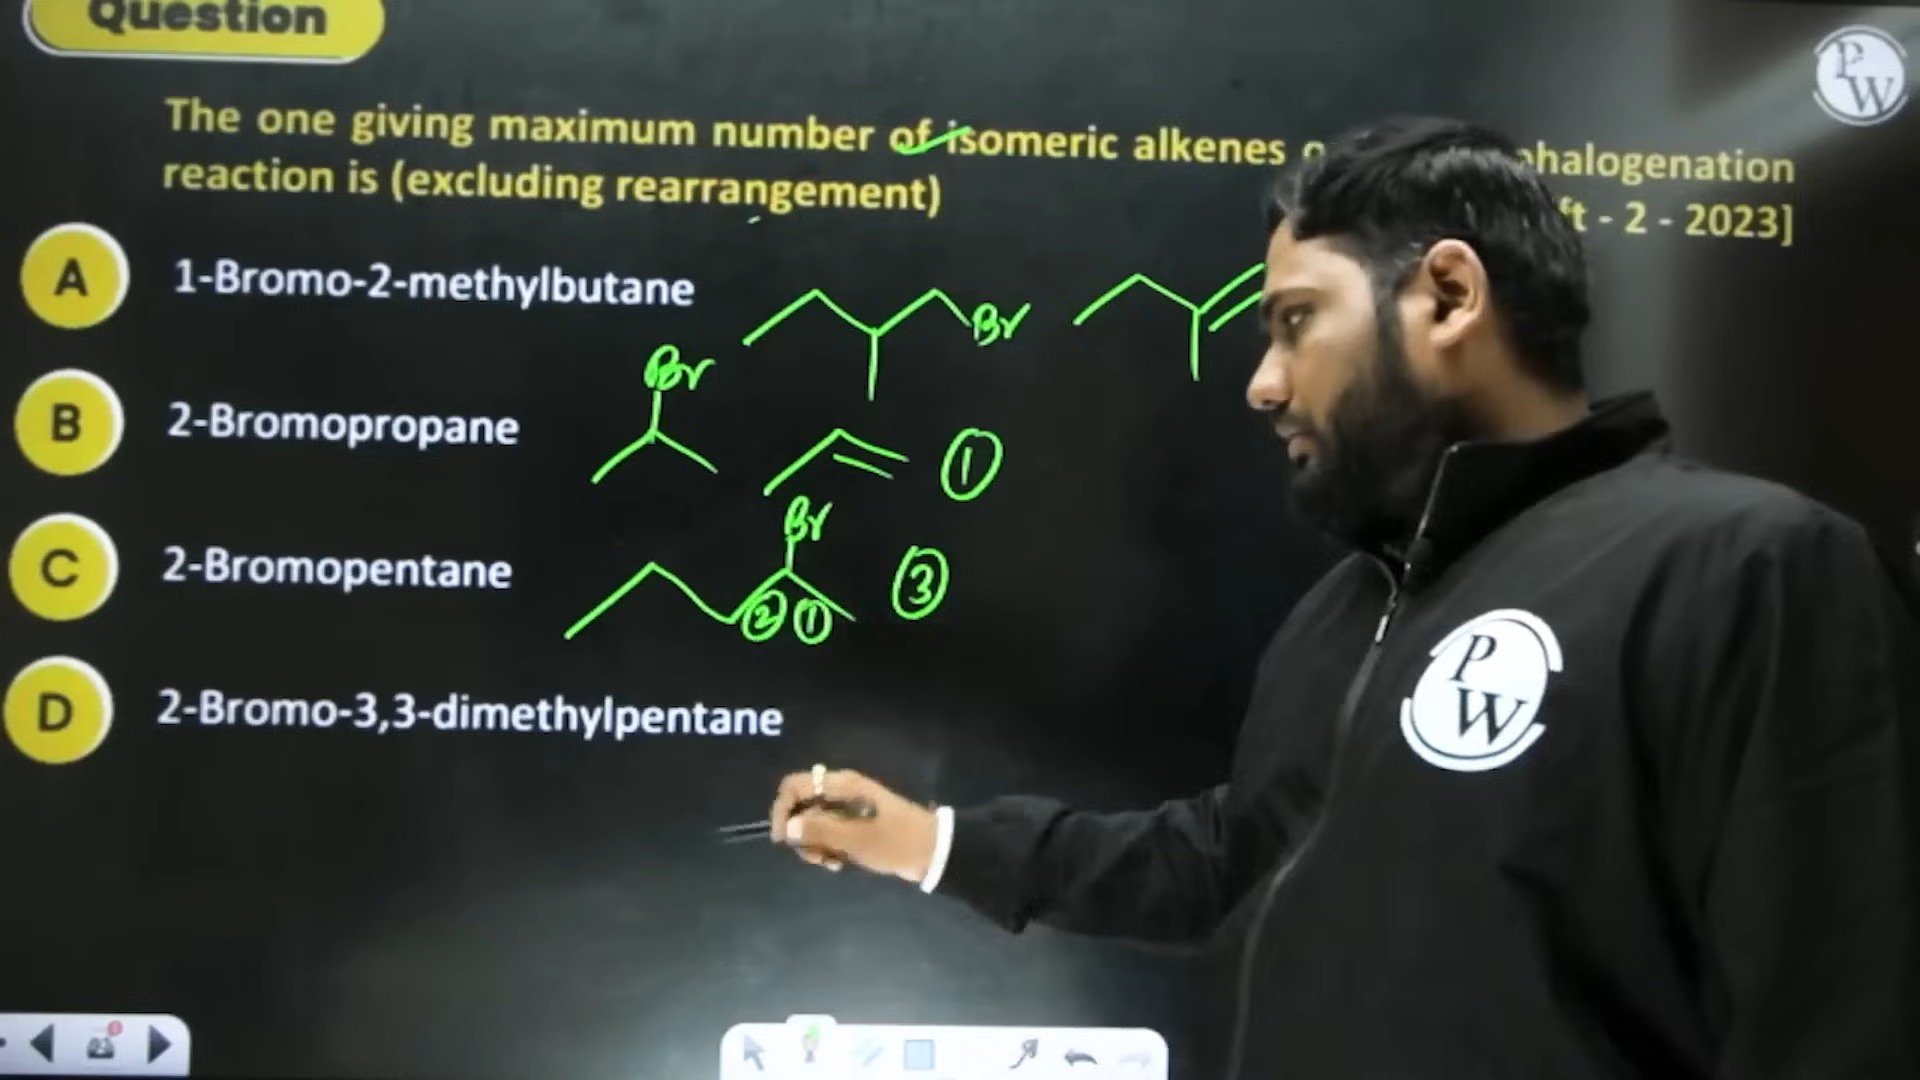 Question
The one giving maximum number of isomeric alkenes
halogenation
reaction is (excluding rearrangement)
- 2 - 2023]
A
1-Bromo-2-methylbutane
Br
Br
B
2-Bromopropane
1
Br
C
2-Bromopentane
2 1
3
D
2-Bromo-3,3-dimethylpentane
P
W
P
W